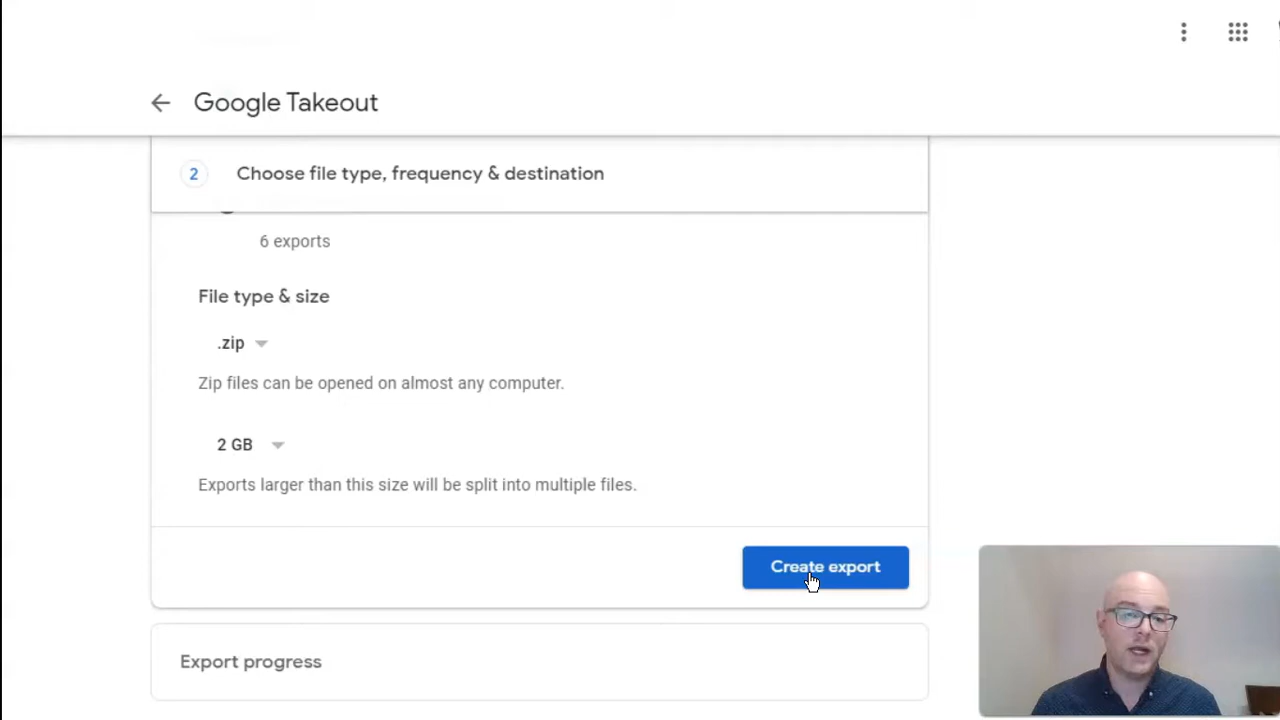 Google Takeout
2 Choose file type, frequency & destination
6 exports
File type & size
.zip
Zip files can be opened on almost any computer.
2 GB
Exports larger than this size will be split into multiple files.
Create export
Export progress